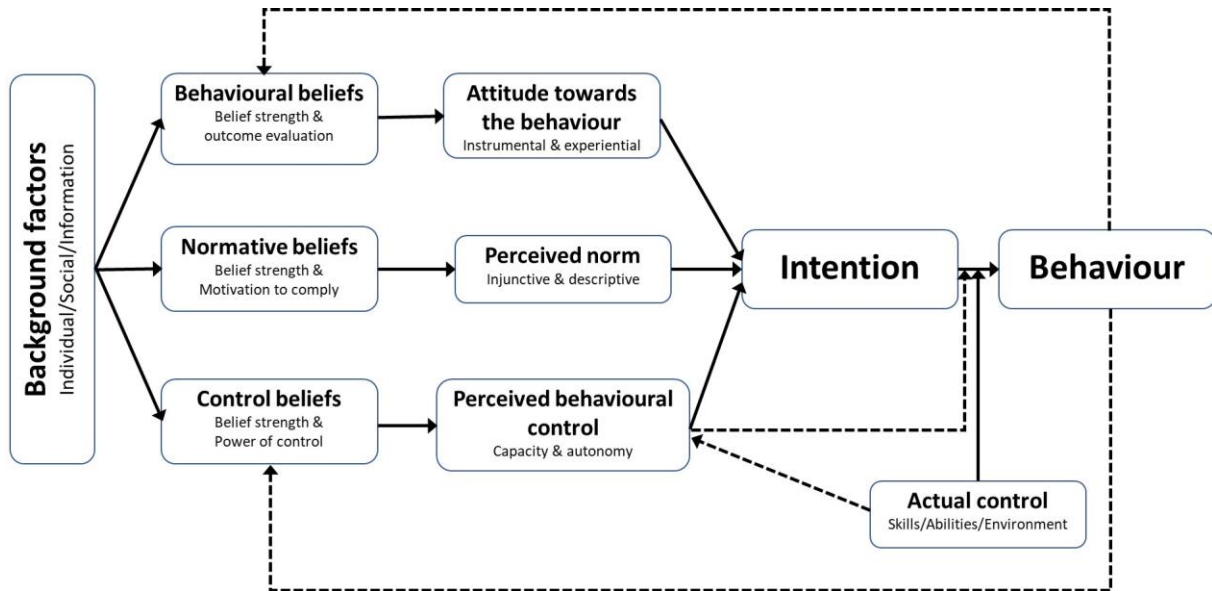 Background factors
Individual/Social/Information
Behavioural beliefs
Belief strength &
outcome evaluation
Attitude towards
the behaviour
Instrumental & experiential
Normative beliefs
Belief strength &
Motivation to comply
Perceived norm
Injunctive & descriptive
Intention
Behaviour
Control beliefs
Belief strength &
Power of control
Perceived behavioural
control
Capacity & autonomy
Actual control
Skills/Abilities/Environment